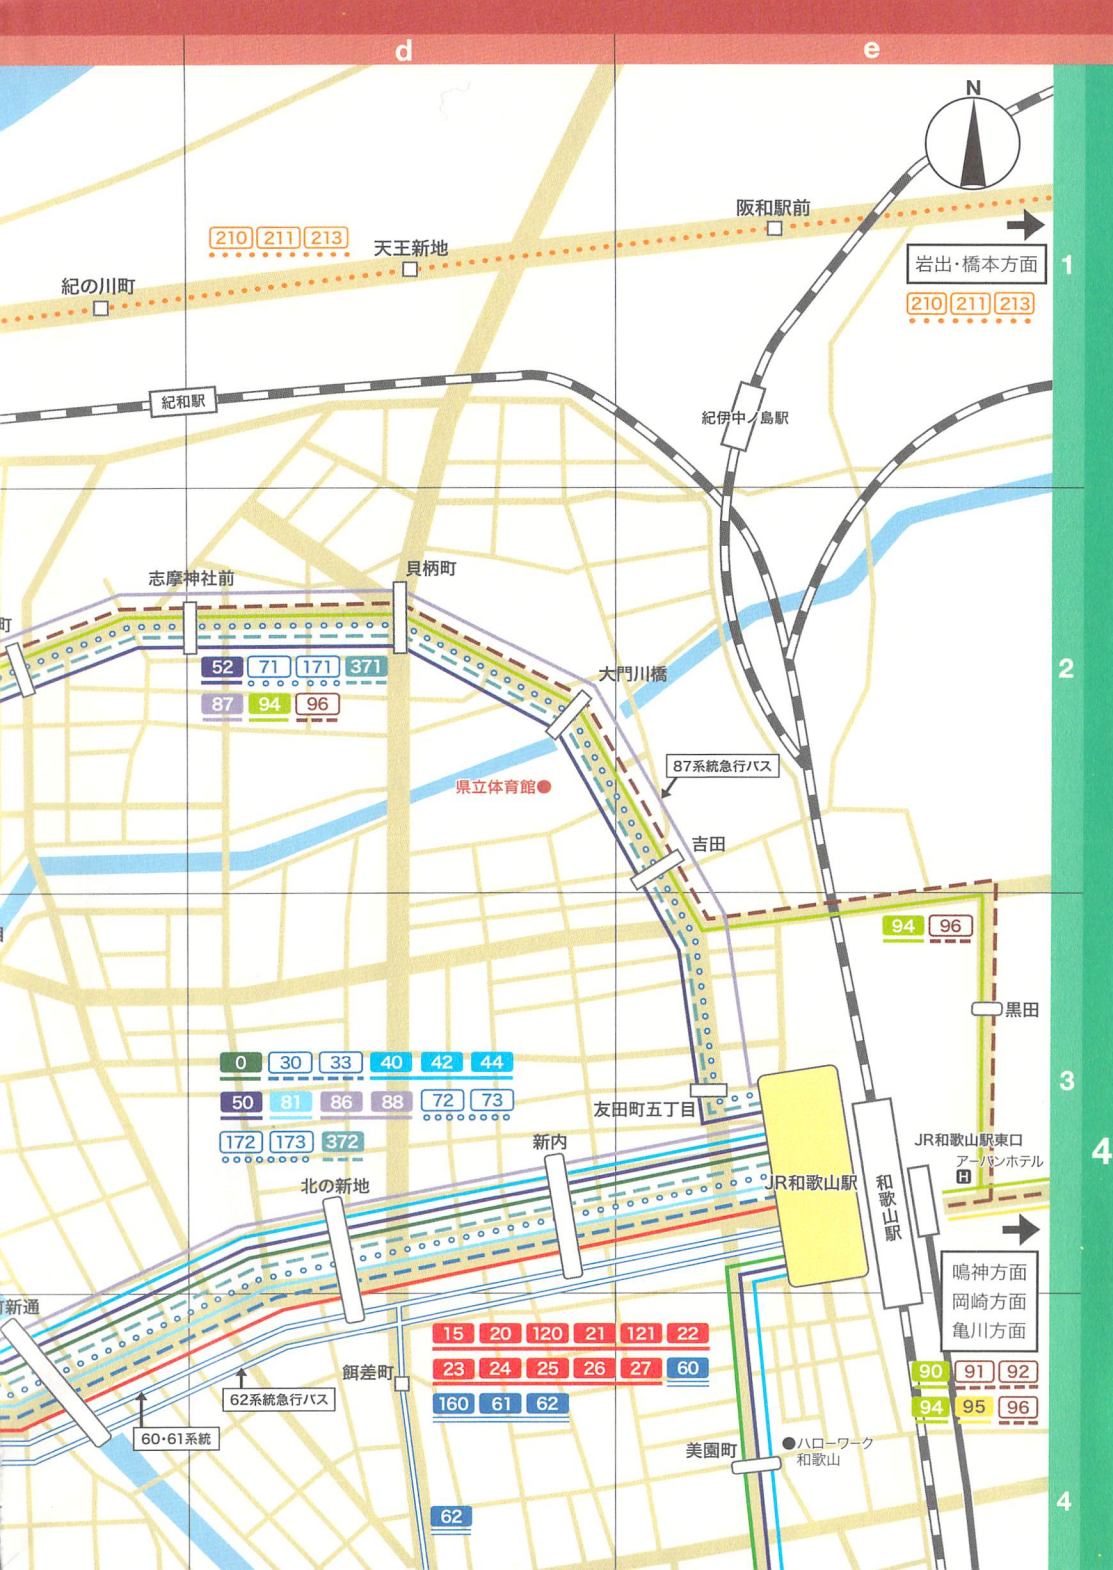 d
e
N
阪和駅前
210 211 213
天王新地
岩出・橋本方面
1
紀の川町
210 211 213
紀和駅
紀伊中ノ島駅
志摩神社前
貝柄町
町
52 71 171 371
大門川橋
2
87 94 96
87系統急行バス
県立体育館
吉田
94 96
黒田
0 30 33 40 42 44
3
50 81 86 88 72 73
友田町五丁目
172 173 372
新内
JR和歌山駅東口
4
アーバンホテル
H
北の新地
JR和歌山駅
和歌山駅
鳴神方面
岡崎方面
亀川方面
町新通
15 20 120 21 121 22
餌差町
23 24 25 26 27 60
90 91 92
62系統急行バス
160 61 62
94 95 96
60・61系統
美園町
ハローワーク
和歌山
4
62